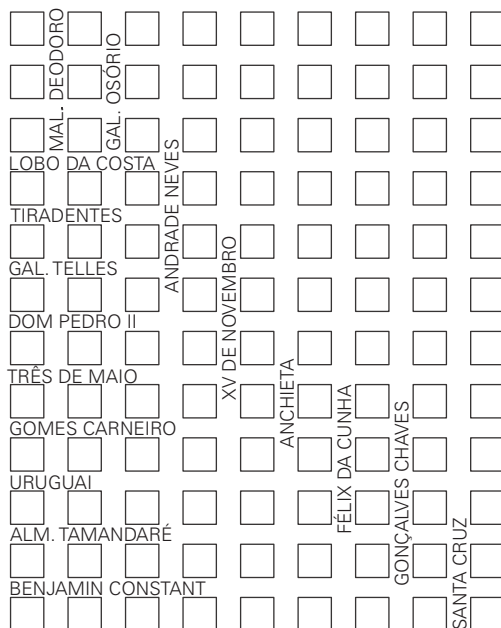 MAL. DEODORO
GAL. OSÓRIO
LOBO DA COSTA
ANDRADE NEVES
TIRADENTES
GAL. TELLES
XV DE NOVEMBRO
DOM PEDRO II
TRÊS DE MAIO
ANCHIETA
GOMES CARNEIRO
FÉLIX DA CUNHA
GONÇALVES CHAVES
URUGUAI
ALM. TAMANDARÉ
SANTA CRUZ
BENJAMIN CONSTANT